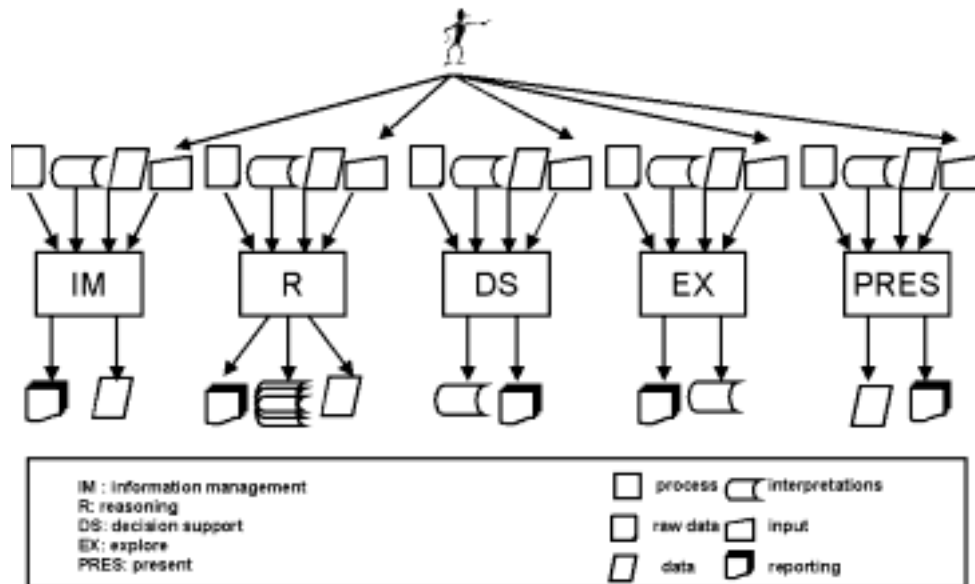 IM R DS EX PRES
IM : information management
R: reasoning
DS: decision support
EX: explore
PRES: present
process interpretations
raw data input
data reporting